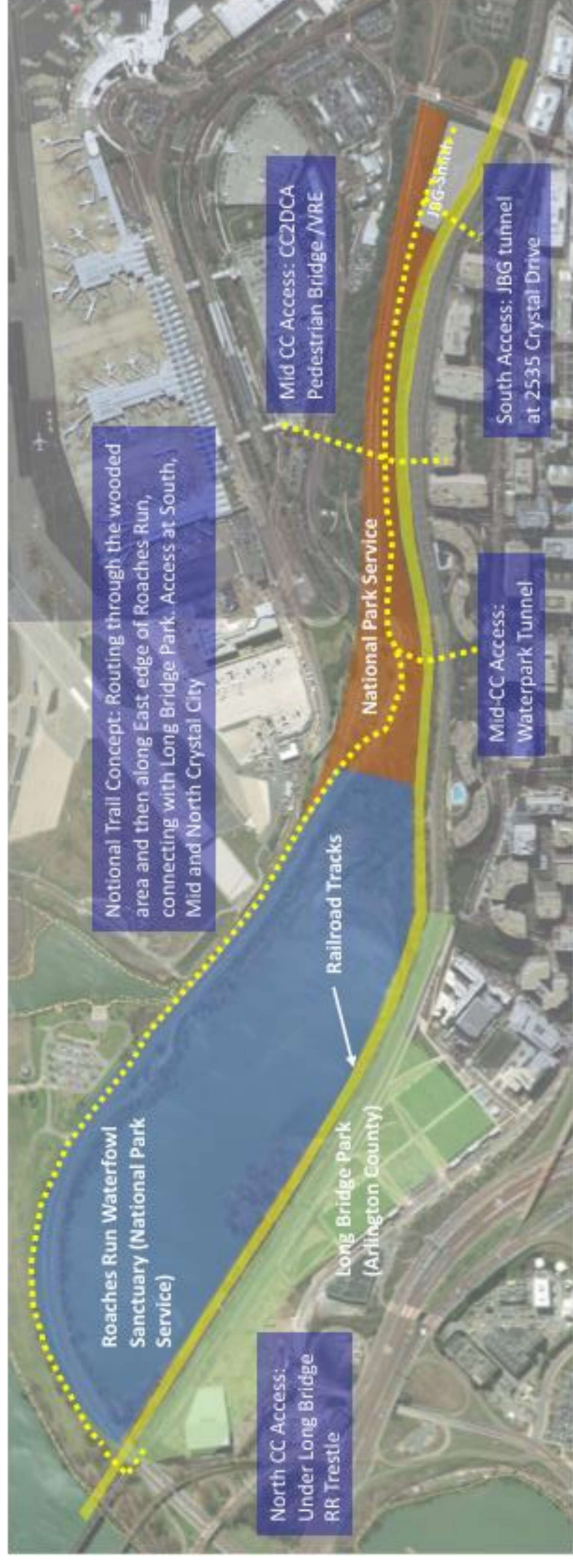 Notional Trail Concept: Routing through the wooded
area and then along East edge of Roaches Run,
connecting with Long Bridge Park. Access at South,
Mid and North Crystal City
Mid CC Access: CC2DCA
Pedestrian Bridge /VRE
Roaches Run Waterfowl
Sanctuary (National Park
Service)
National Park Service
JBG-Smith
Railroad Tracks
Long Bridge Park
(Arlington County)
North CC Access:
Under Long Bridge
RR Trestle
Mid-CC Access:
Waterpark Tunnel
South Access: JBG tunnel
at 2535 Crystal Drive